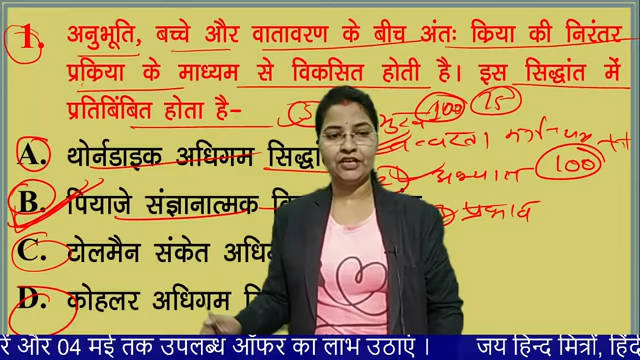 1. अनुभूति, बच्चे और वातावरण के बीच अंतः क्रिया की निरंतर
प्रक्रिया के माध्यम से विकसित होती है। इस सिद्धांत में
प्रतिबिंबित होता है-
100 15
A. थोर्नडाइक अधिगम सिद्धा
100
अभ्यास
B. पियाजे संज्ञानात्मक
प्रभाव
C. टोलमैन संकेत अधि
D. कोहलर अधिगम
रें और 04 मई तक उपलब्ध ऑफर का लाभ उठाएं । जय हिन्द मित्रों, हिंदी